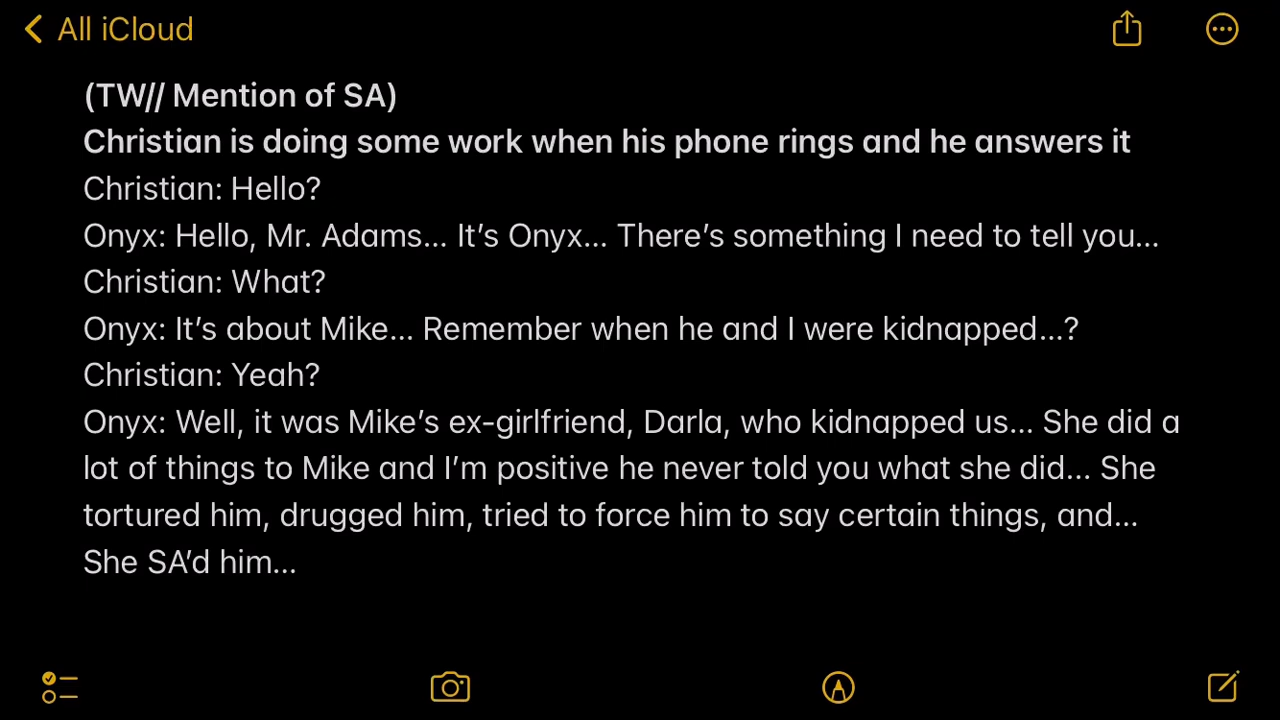 All iCloud
(TW// Mention of SA)
Christian is doing some work when his phone rings and he answers it
Christian: Hello?
Onyx: Hello, Mr. Adams... It’s Onyx... There’s something I need to tell you...
Christian: What?
Onyx: It’s about Mike... Remember when he and I were kidnapped...?
Christian: Yeah?
Onyx: Well, it was Mike’s ex-girlfriend, Darla, who kidnapped us... She did a
lot of things to Mike and I’m positive he never told you what she did... She
tortured him, drugged him, tried to force him to say certain things, and...
She SA’d him...